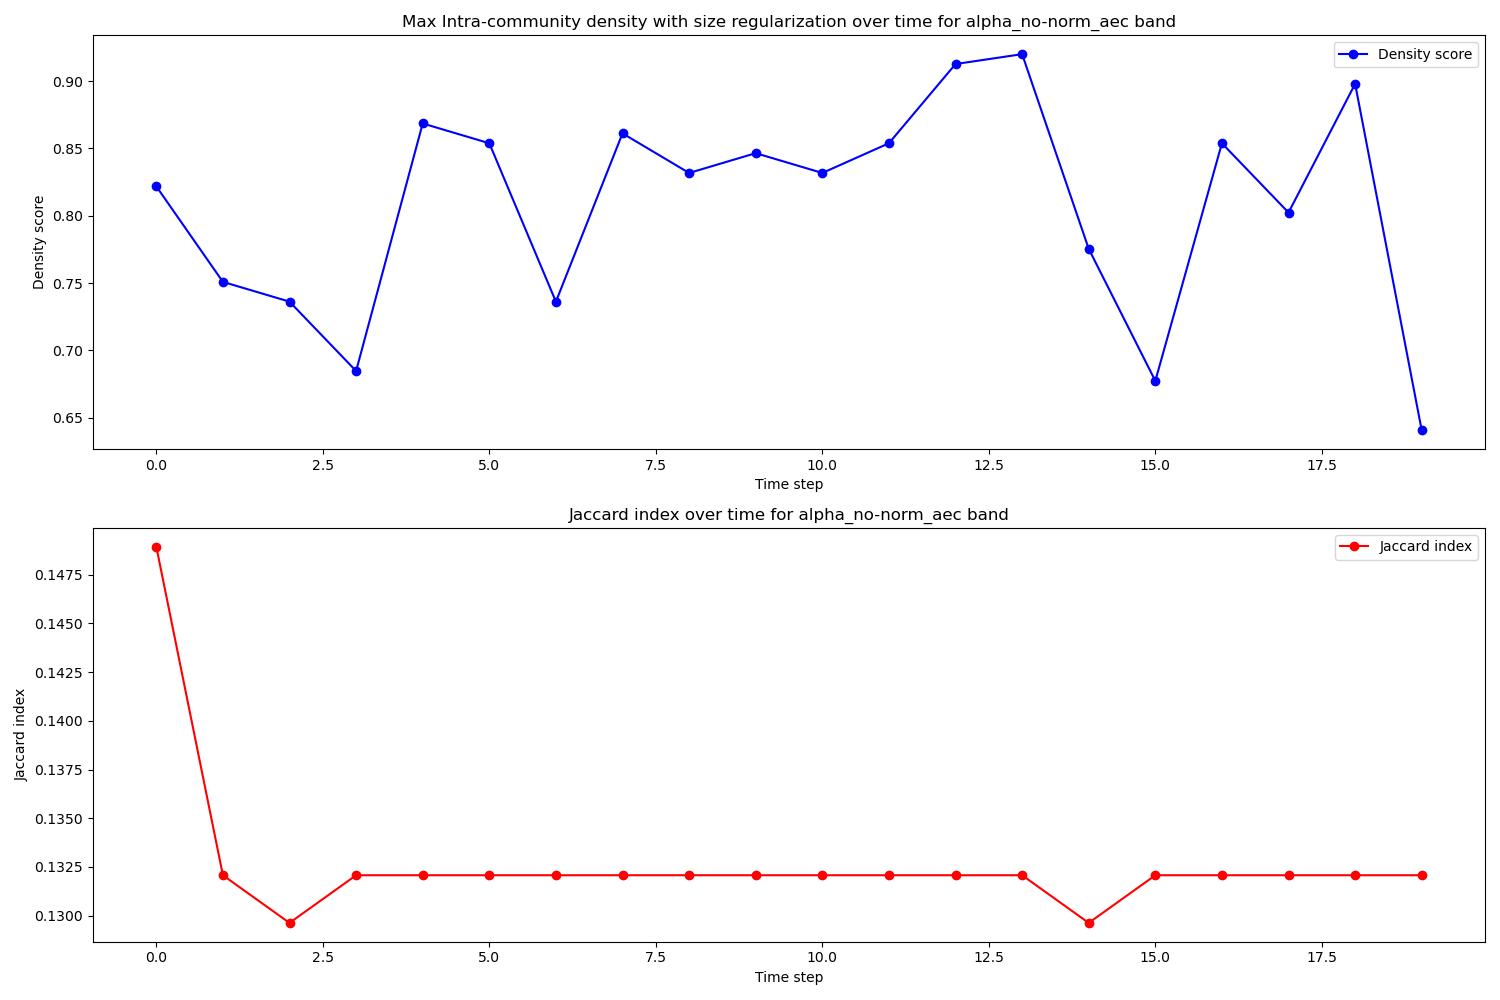 Max Intra-community density with size regularization over time for alpha_no-norm_aec band
Density score
0.90
0.85
0.80
0.75
0.70
0.65
Density score
0.0 2.5 5.0 7.5 10.0 12.5 15.0 17.5
Time step
Jaccard index over time for alpha_no-norm_aec band
Jaccard index
0.1475
0.1450
0.1425
0.1400
0.1375
0.1350
0.1325
0.1300
Jaccard index
0.0 2.5 5.0 7.5 10.0 12.5 15.0 17.5
Time step